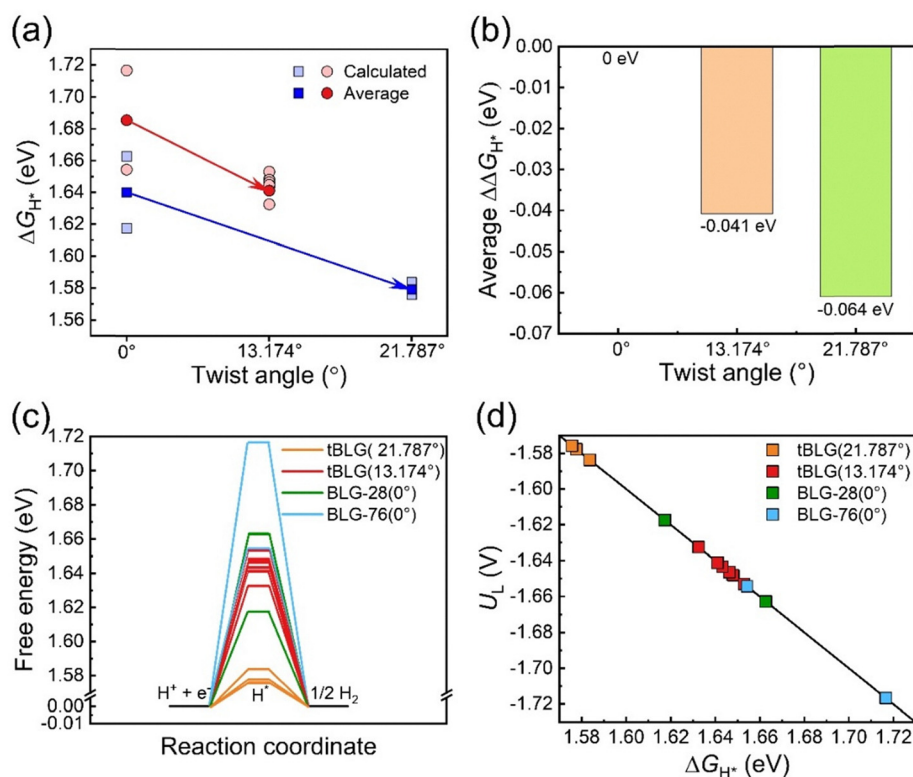 (a)
1.72
1.70
1.68
1.66
1.64
1.62
1.60
1.58
1.56
ΔG_H* (eV)
Calculated
Average
0°
13.174°
21.787°
Twist angle (°)
(b)
0.00
-0.01
-0.02
-0.03
-0.04
-0.05
-0.06
-0.07
Average ΔΔG_H* (eV)
0 eV
-0.041 eV
-0.064 eV
0°
13.174°
21.787°
Twist angle (°)
(c)
1.72
1.70
1.68
1.66
1.64
1.62
1.60
1.58
0.00
-0.01
Free energy (eV)
tBLG( 21.787°)
tBLG(13.174°)
BLG-28(0°)
BLG-76(0°)
H⁺ + e⁻
H*
1/2 H₂
Reaction coordinate
(d)
-1.58
-1.60
-1.62
-1.64
-1.66
-1.68
-1.70
-1.72
U_L (V)
tBLG(21.787°)
tBLG(13.174°)
BLG-28(0°)
BLG-76(0°)
1.58 1.60 1.62 1.64 1.66 1.68 1.70 1.72
ΔG_H* (eV)